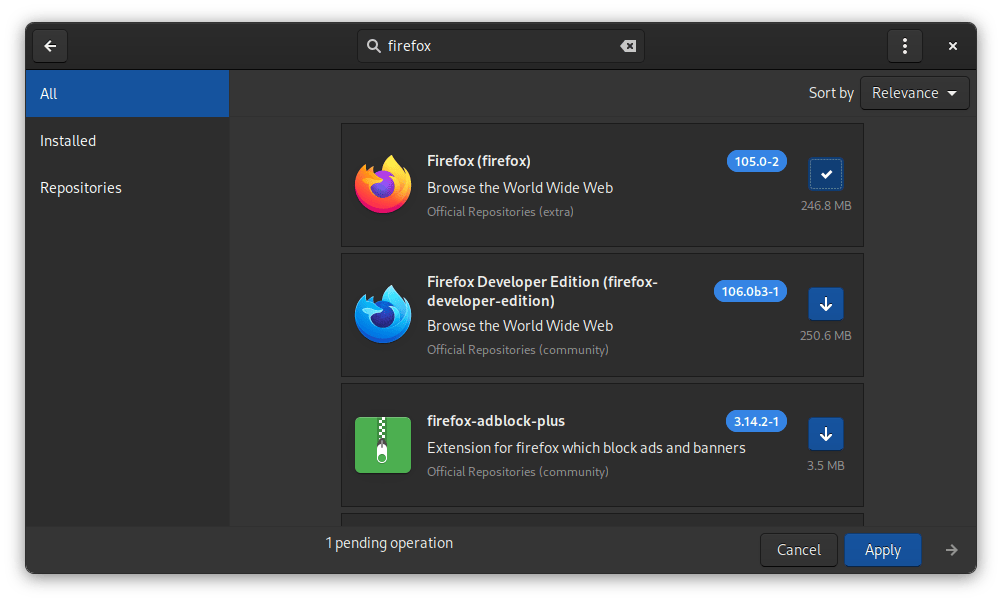 firefox
All
Installed
Repositories
Sort by Relevance
Firefox (firefox)
105.0-2
Browse the World Wide Web
Official Repositories (extra)
246.8 MB
Firefox Developer Edition (firefox-
developer-edition)
106.0b3-1
Browse the World Wide Web
Official Repositories (community)
250.6 MB
firefox-adblock-plus
3.14.2-1
Extension for firefox which block ads and banners
Official Repositories (community)
3.5 MB
1 pending operation
Cancel
Apply